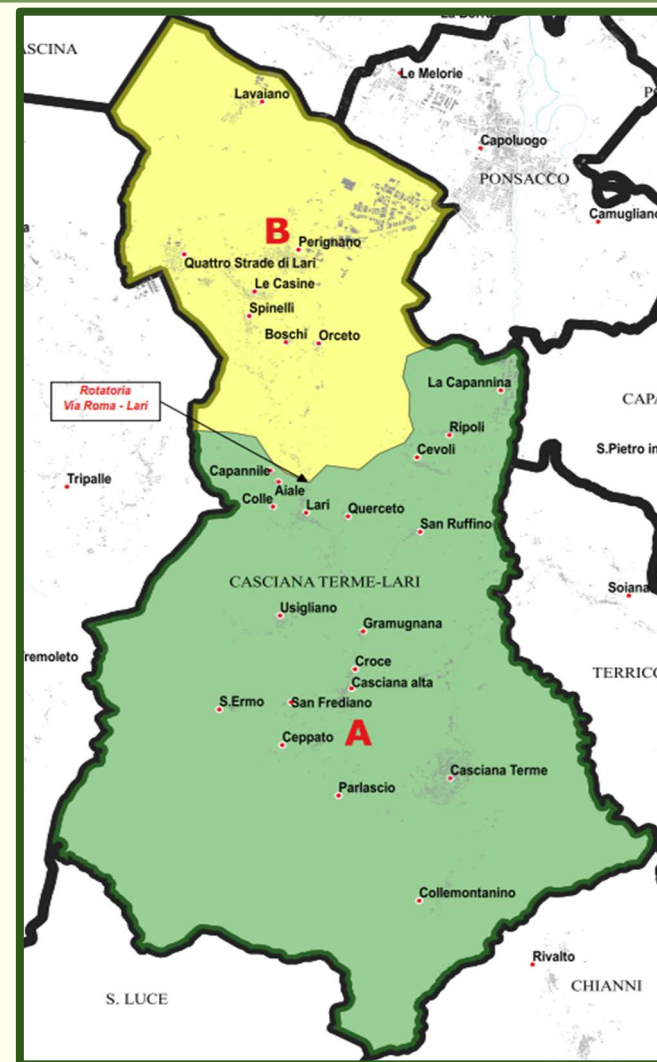 ASCINA
Le Melorie
Lavaiano
Capoluogo
PONSACCO
Camugliano
B
Perignano
Quattro Strade di Lari
Le Casine
Spinelli
Boschi
Orceto
Rotatoria
Via Roma - Lari
La Capannina
CAPA
Ripoli
S.Pietro in
Cevoli
Capannile
Tripalle
Aiale
Colle
Lari
Querceto
San Ruffino
CASCIANA TERME-LARI
Soiana
Usigliano
Gramugnana
remoleto
Croce
TERRICC
Casciana alta
S.Ermo
San Frediano
A
Ceppato
Casciana Terme
Parlascio
Collemontanino
Rivalto
CHIANNI
S. LUCE